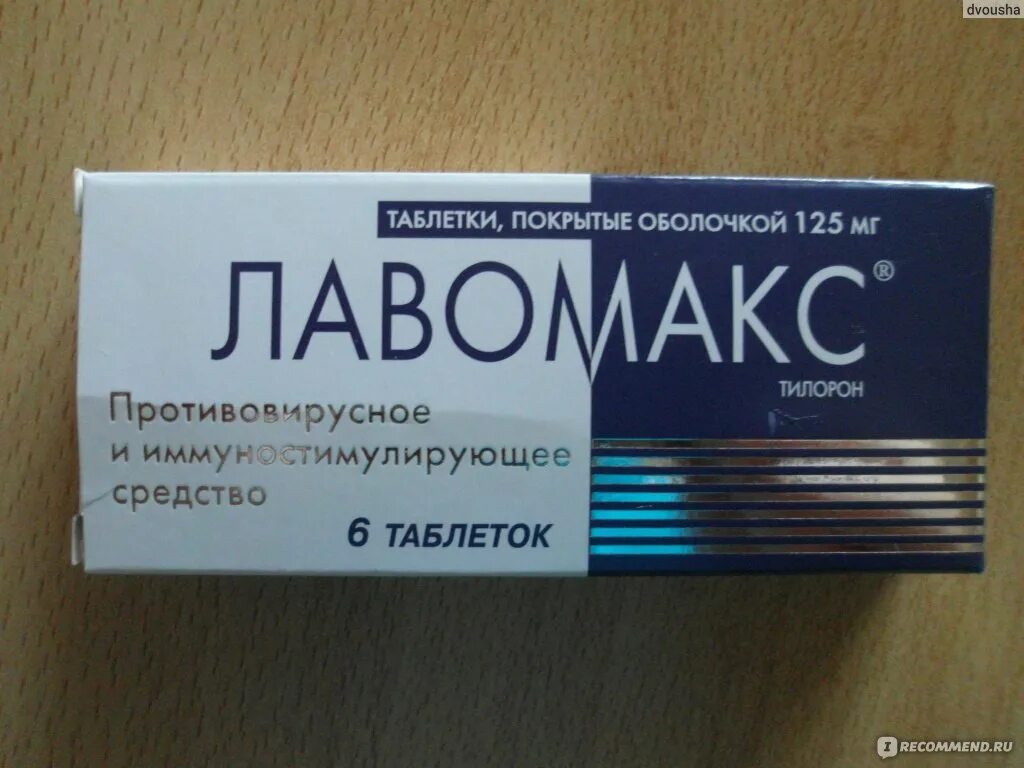 dvousha
ТАБЛЕТКИ, ПОКРЫТЫЕ ОБОЛОЧКОЙ 125 МГ
ЛАВОМАКС®
ТИЛОРОН
Противовирусное
и иммуностимулирующее
средство
6 ТАБЛЕТОК
IRECOMMEND.RU